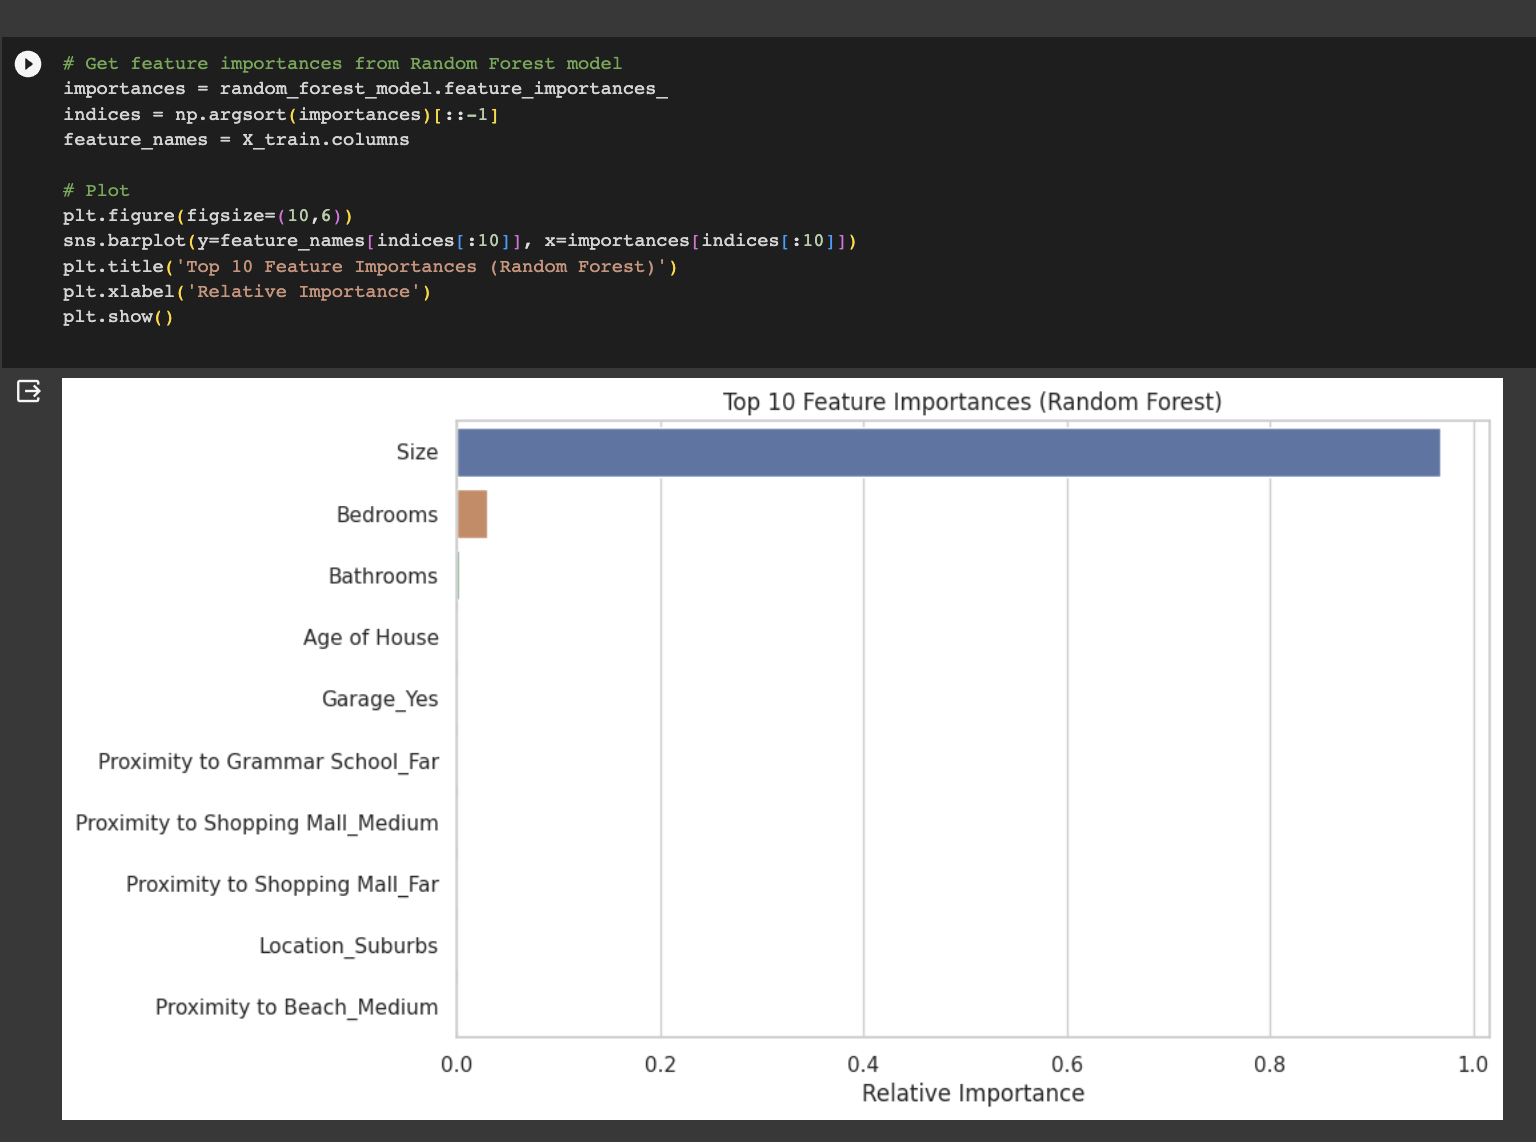 # Get feature importances from Random Forest model
importances = random_forest_model.feature_importances_
indices = np.argsort(importances)[::-1]
feature_names = X_train.columns
# Plot
plt.figure(figsize=(10,6))
sns.barplot(y=feature_names[indices[:10]], x=importances[indices[:10]])
plt.title('Top 10 Feature Importances (Random Forest)')
plt.xlabel('Relative Importance')
plt.show()
Top 10 Feature Importances (Random Forest)
Size
Bedrooms
Bathrooms
Age of House
Garage_Yes
Proximity to Grammar School_Far
Proximity to Shopping Mall_Medium
Proximity to Shopping Mall_Far
Location_Suburbs
Proximity to Beach_Medium
0.0 0.2 0.4 0.6 0.8 1.0
Relative Importance